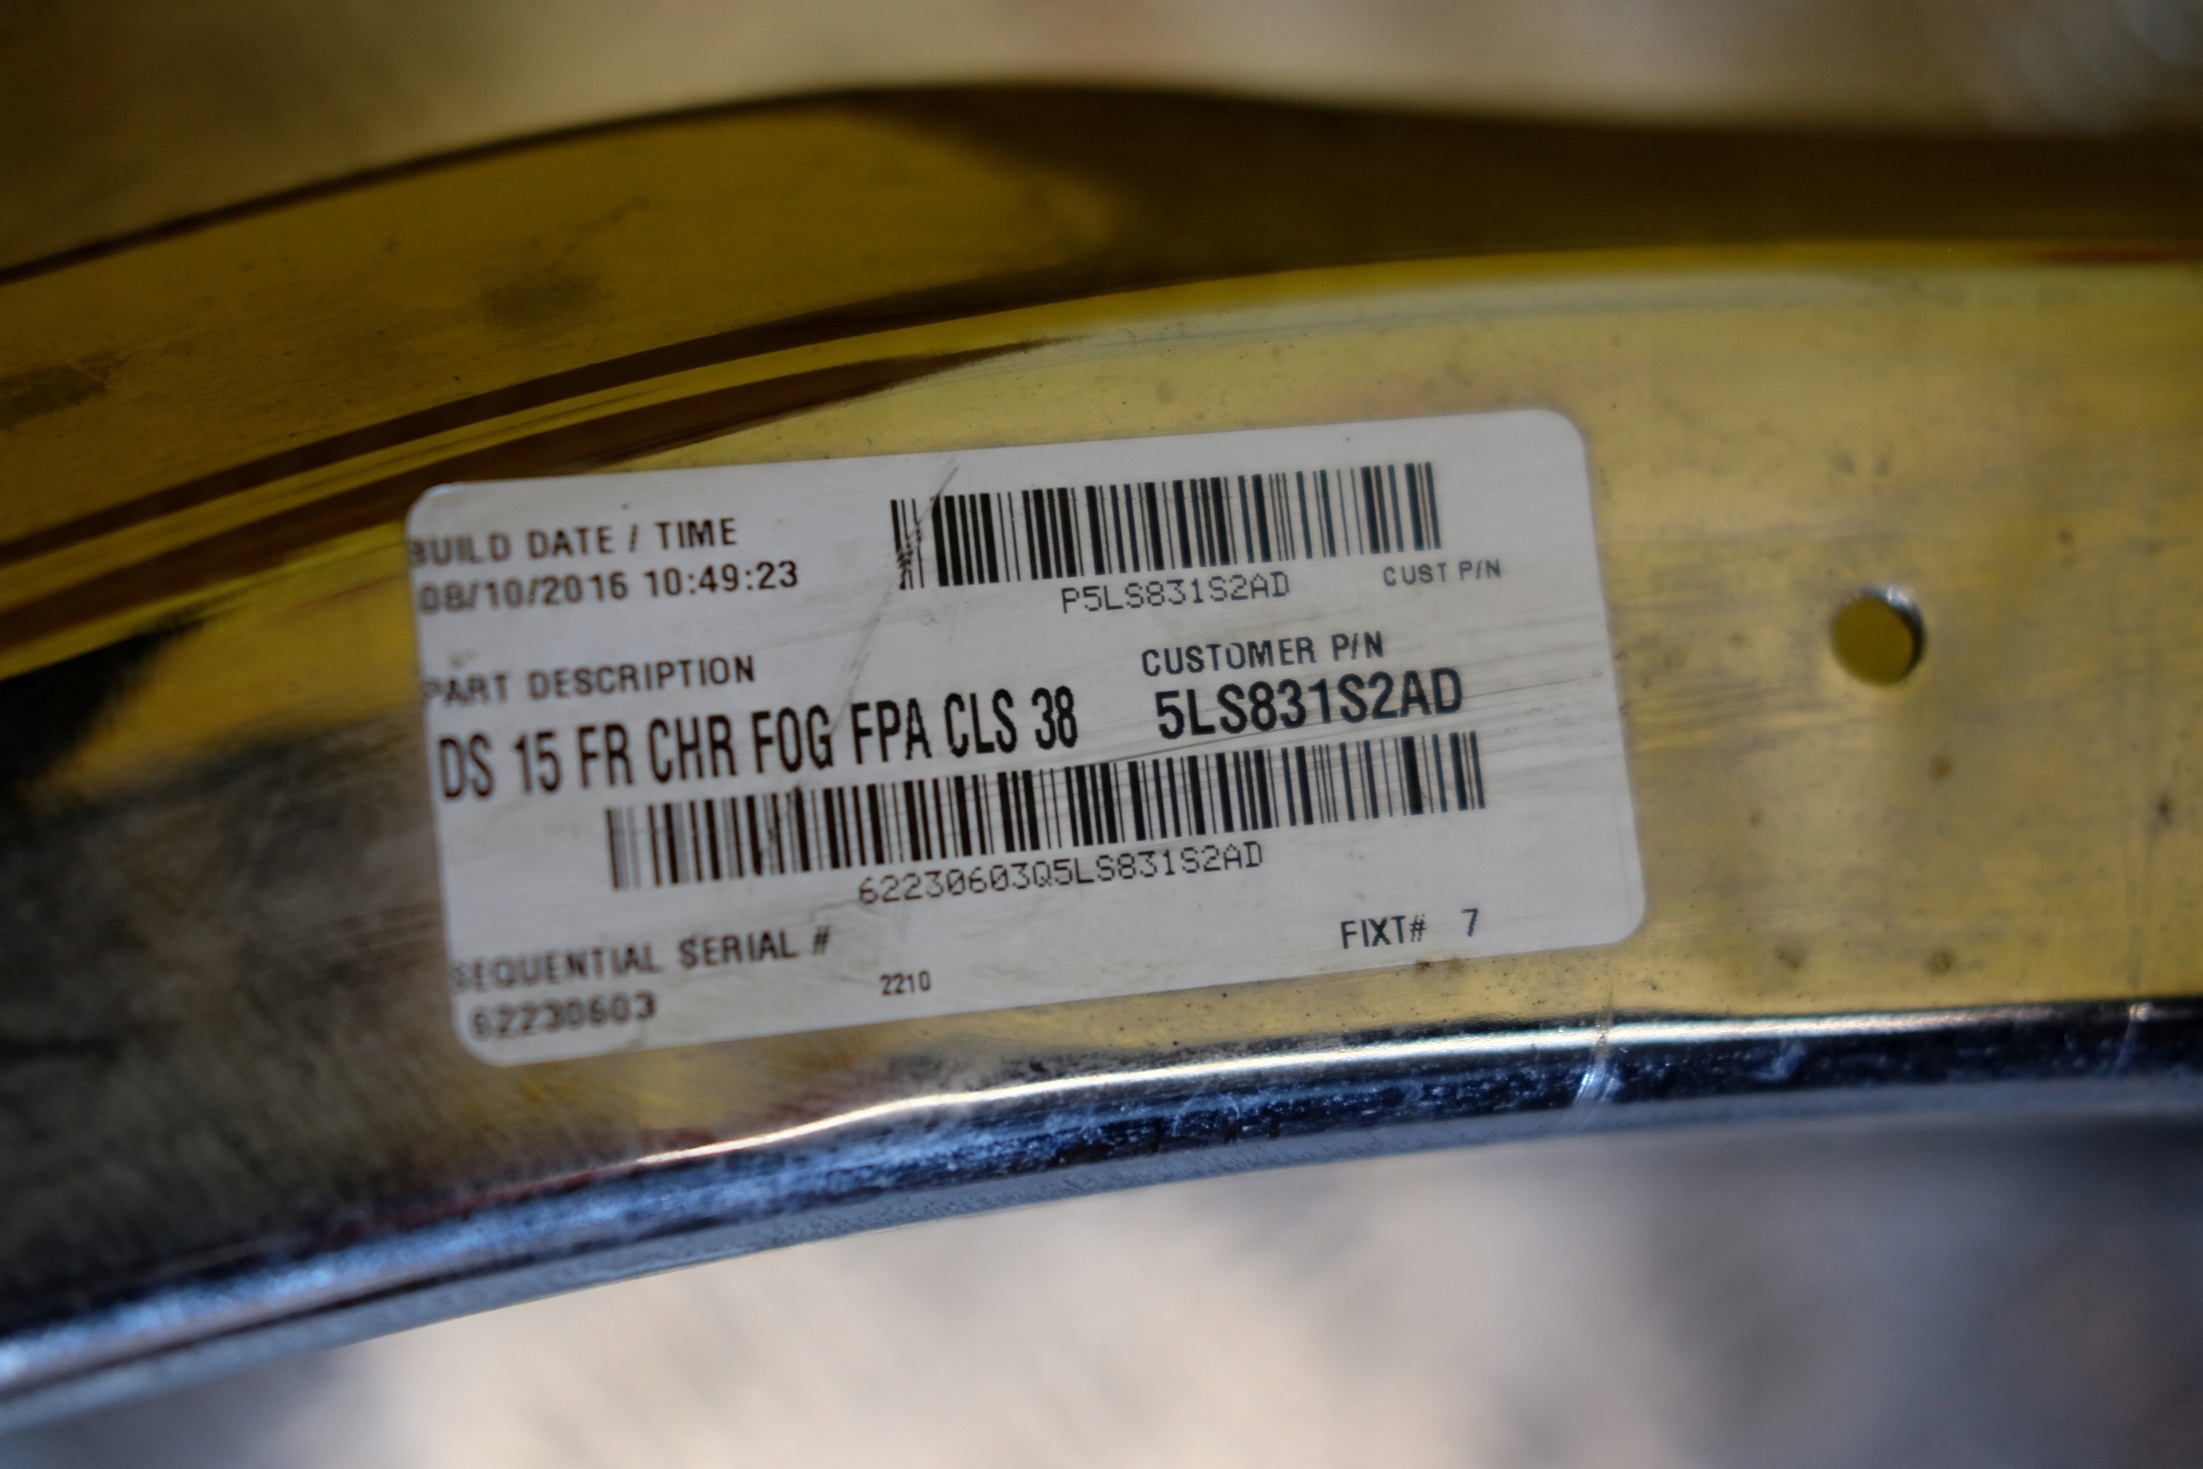 BUILD DATE / TIME
08/10/2016 10:49:23
P5LS831S2AD
CUST P/N
PART DESCRIPTION
DS 15 FR CHR FOG FPA CLS 38
CUSTOMER P/N
5LS831S2AD
62230603Q5LS831S2AD
SEQUENTIAL SERIAL #
62230603
2210
FIXT# 7